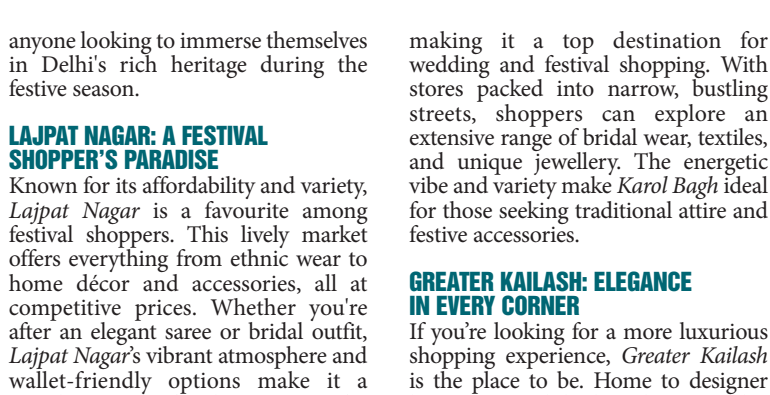 anyone looking to immerse themselves
in Delhi's rich heritage during the
festive season.
LAJPAT NAGAR: A FESTIVAL
SHOPPER'S PARADISE
Known for its affordability and variety,
Lajpat Nagar is a favourite among
festival shoppers. This lively market
offers everything from ethnic wear to
home décor and accessories, all at
competitive prices. Whether you're
after an elegant saree or bridal outfit,
Lajpat Nagar's vibrant atmosphere and
wallet-friendly options make it a
making it a top destination for
wedding and festival shopping. With
stores packed into narrow, bustling
streets, shoppers can explore an
extensive range of bridal wear, textiles,
and unique jewellery. The energetic
vibe and variety make Karol Bagh ideal
for those seeking traditional attire and
festive accessories.
GREATER KAILASH: ELEGANCE
IN EVERY CORNER
If you're looking for a more luxurious
shopping experience, Greater Kailash
is the place to be. Home to designer